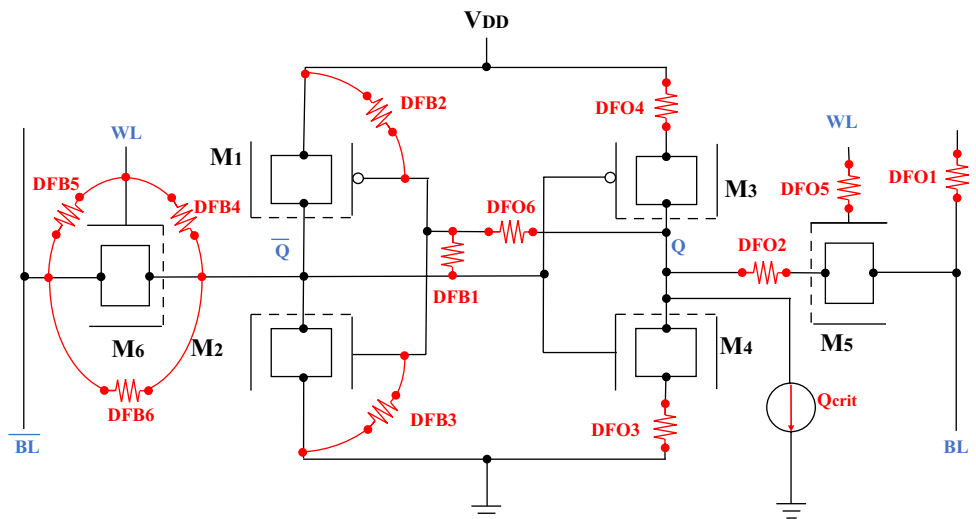 VDD
DFB2
DFO4
WL
M1
WL
DFB5
M3
DFO5
DFO1
DFB4
DFO6
Q
Q
DFO2
DFB1
M6
M2
M4
M5
DFB6
Qcrit
DFB3
DFO3
BL
BL